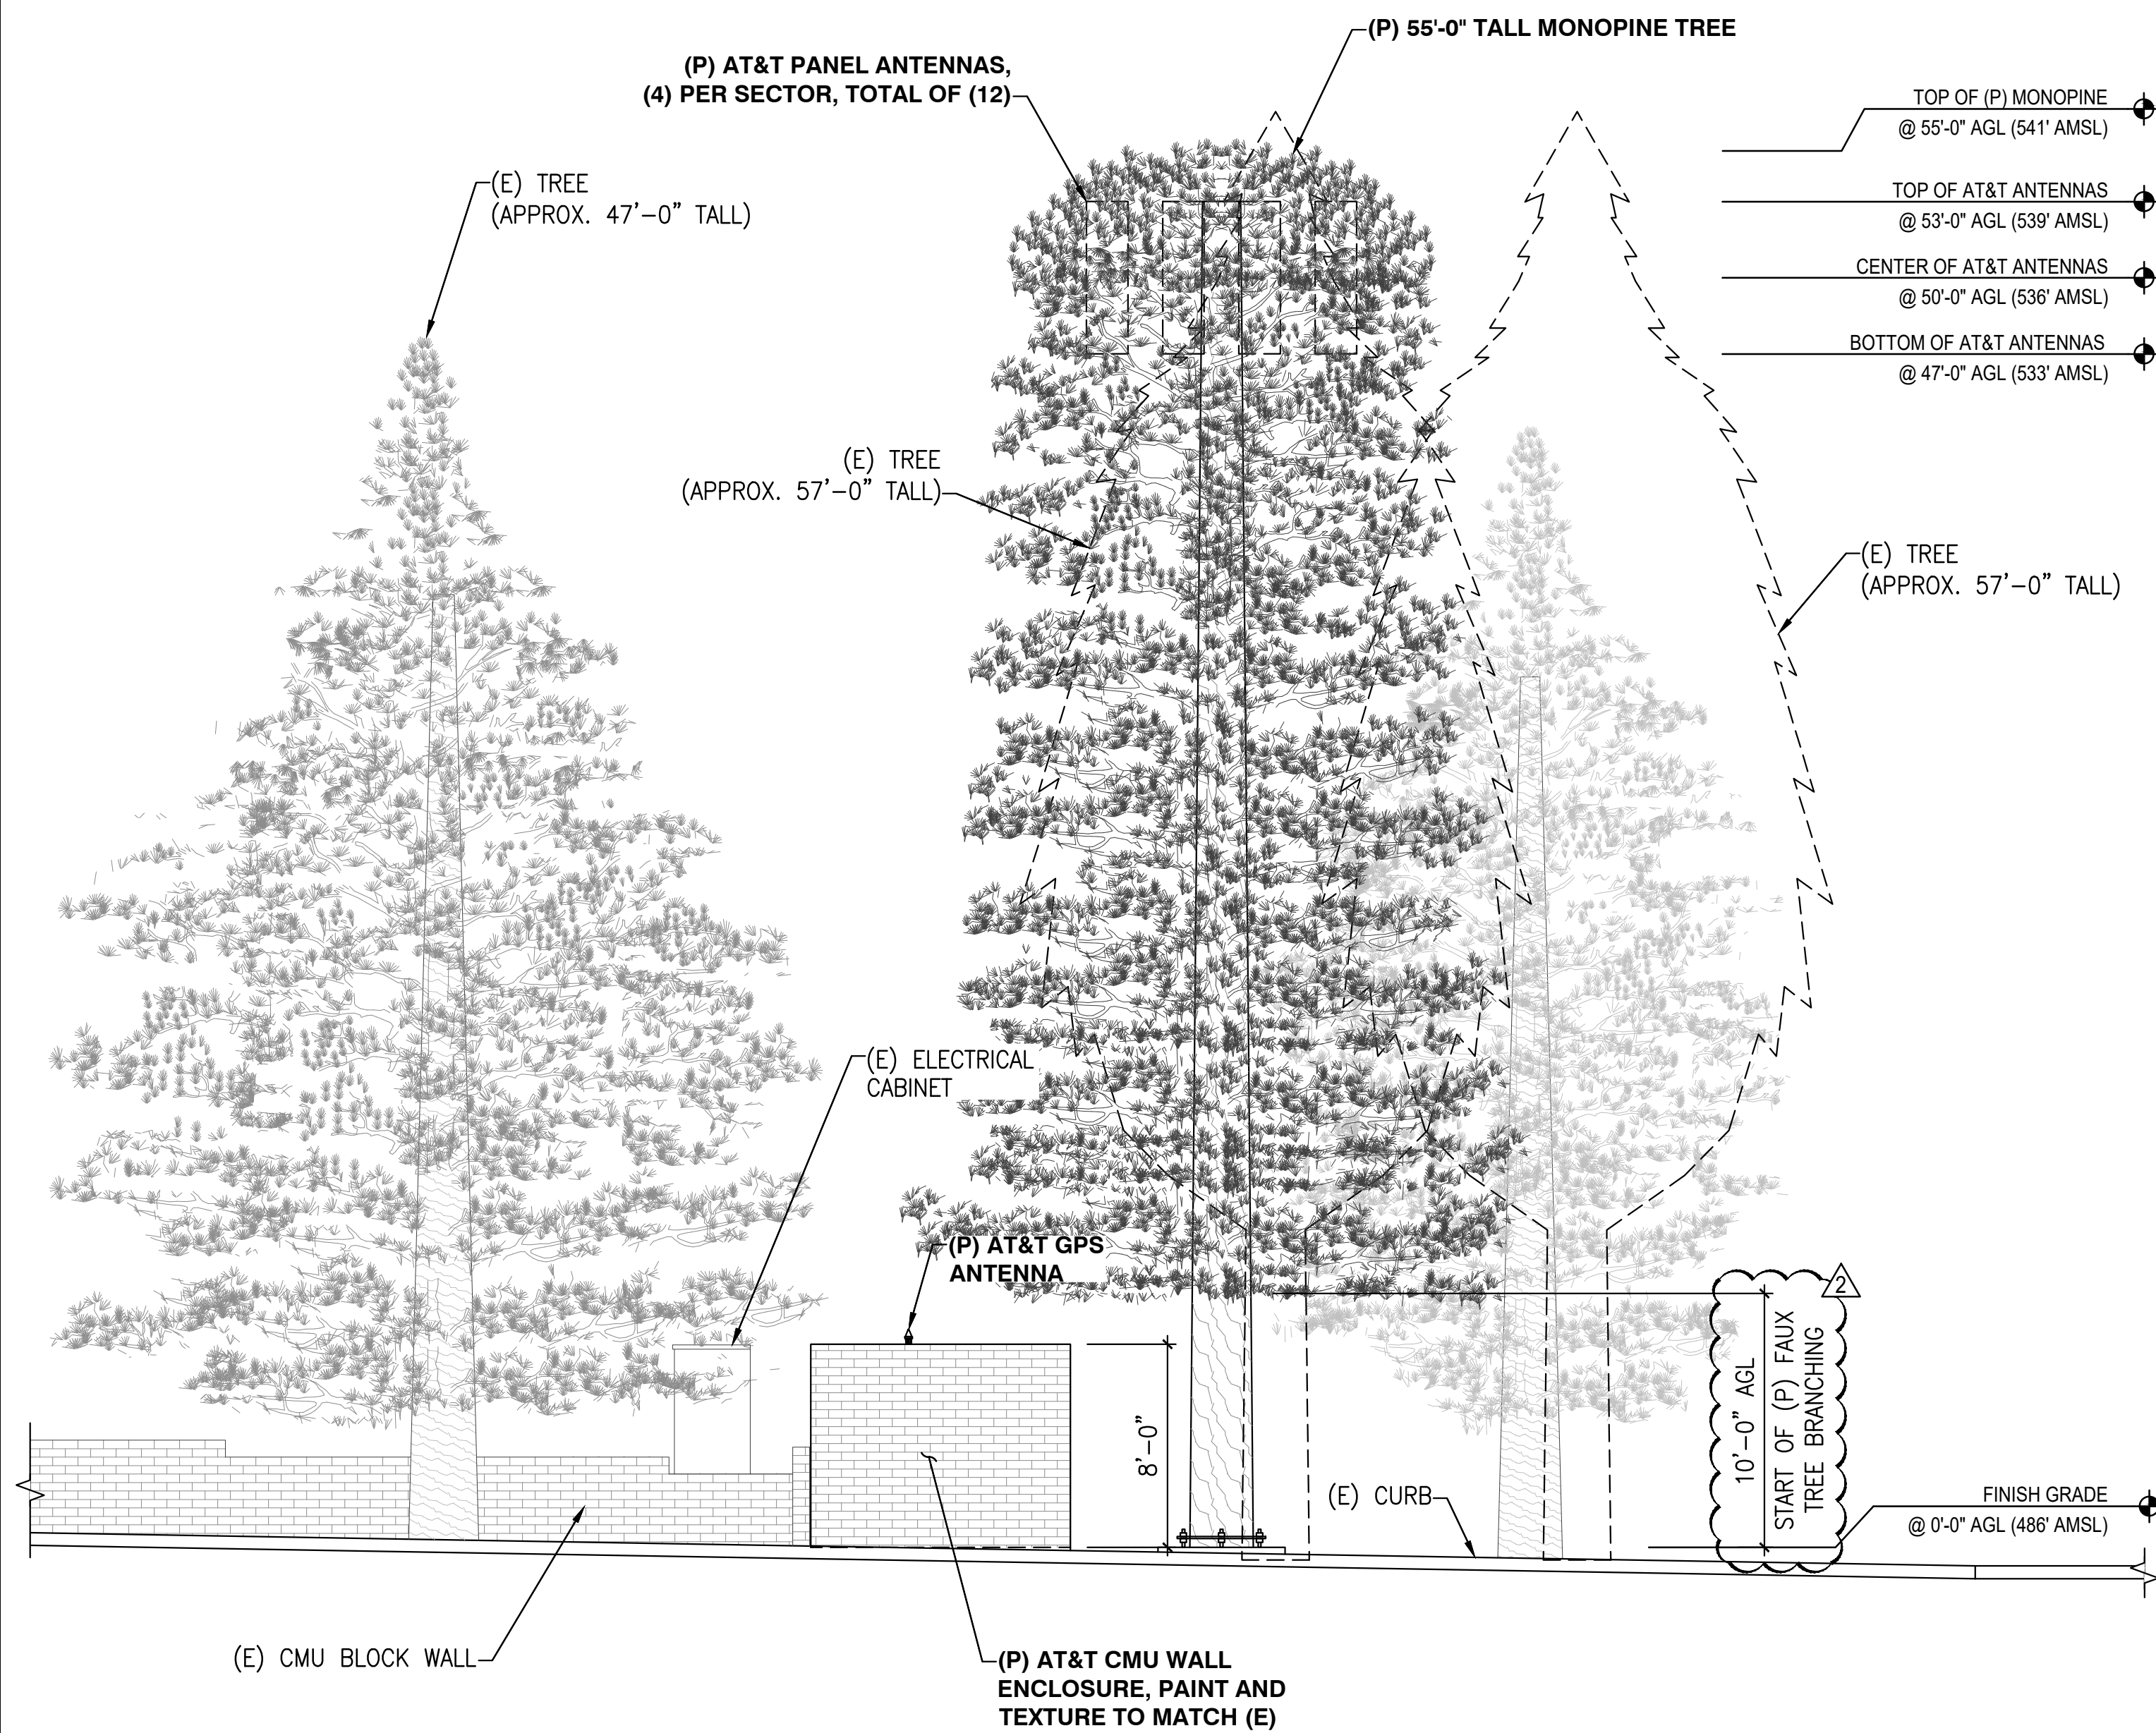 (P) 55'-0" TALL MONOPINE TREE
(P) AT&T PANEL ANTENNAS,
(4) PER SECTOR, TOTAL OF (12)
TOP OF (P) MONOPINE
@ 55'-0" AGL (541' AMSL)
TOP OF AT&T ANTENNAS
@ 53'-0" AGL (539' AMSL)
CENTER OF AT&T ANTENNAS
@ 50'-0" AGL (536' AMSL)
BOTTOM OF AT&T ANTENNAS
@ 47'-0" AGL (533' AMSL)
(E) TREE
(APPROX. 47'-0" TALL)
(E) TREE
(APPROX. 57'-0" TALL)
(E) TREE
(APPROX. 57'-0" TALL)
(E) ELECTRICAL
CABINET
(P) AT&T GPS
ANTENNA
2
10'-0" AGL
START OF (P) FAUX
TREE BRANCHING
8'-0"
(E) CURB
FINISH GRADE
@ 0'-0" AGL (486' AMSL)
(E) CMU BLOCK WALL
(P) AT&T CMU WALL
ENCLOSURE, PAINT AND
TEXTURE TO MATCH (E)